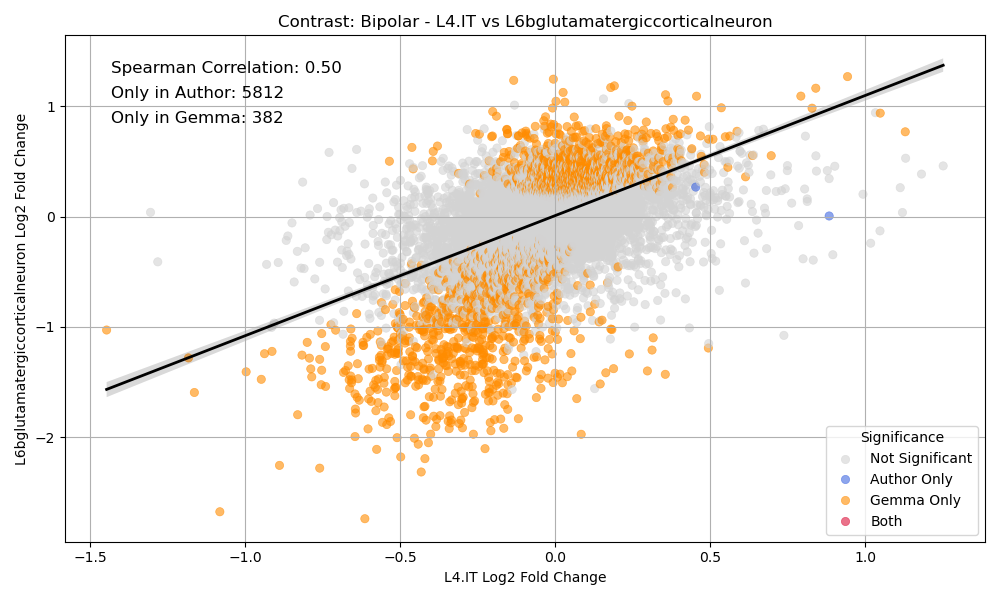 Contrast: Bipolar - L4.IT vs L6bglutamatergiccorticalneuron
Spearman Correlation: 0.50
Only in Author: 5812
Only in Gemma: 382
L6bglutamatergiccorticalneuron Log2 Fold Change
1
0
−1
−2
−1.5
−1.0
−0.5
0.0
0.5
1.0
L4.IT Log2 Fold Change
Significance
Not Significant
Author Only
Gemma Only
Both